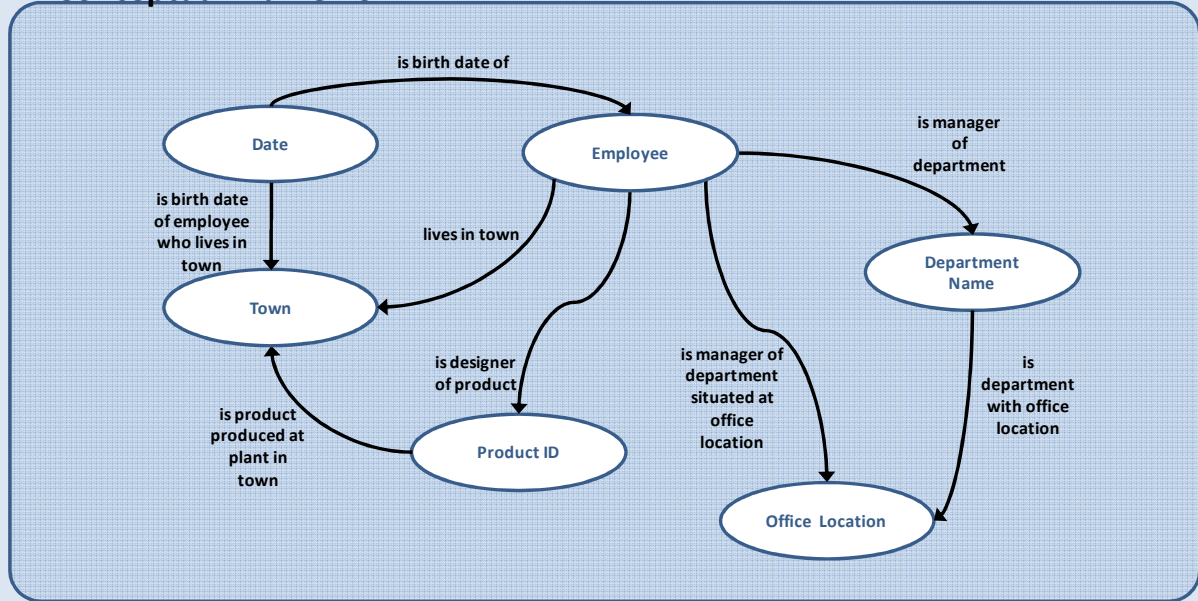 is birth date of
Date
Employee
is manager
of
department
is birth date
of employee
who lives in
town
lives in town
Department
Name
Town
is designer
of product
is manager of
department
situated at
office
location
is
department
with office
location
is product
produced at
plant in
town
Product ID
Office Location